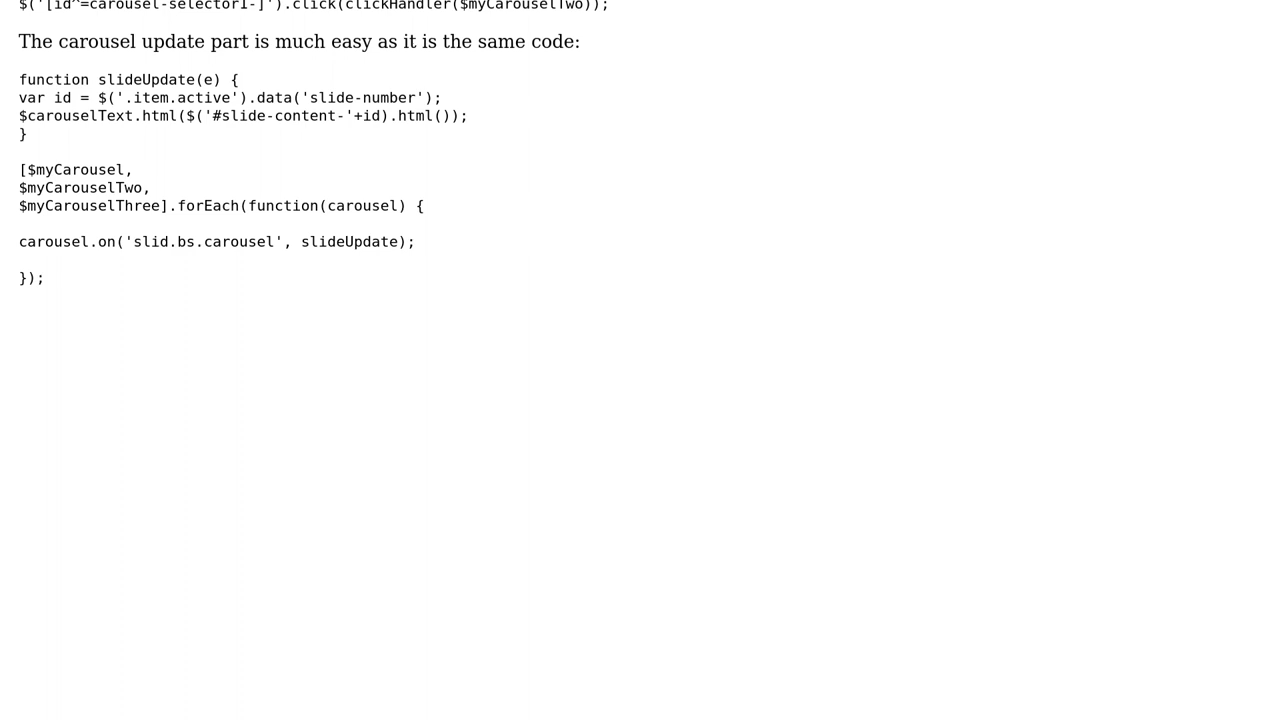 $('[id^=carousel-selector1-]').click(clickHandler($myCarouselTwo));
The carousel update part is much easy as it is the same code:
function slideUpdate(e) {
var id = $('.item.active').data('slide-number');
$carouselText.html($('#slide-content-'+id).html());
}
[$myCarousel,
$myCarouselTwo,
$myCarouselThree].forEach(function(carousel) {
carousel.on('slid.bs.carousel', slideUpdate);
});